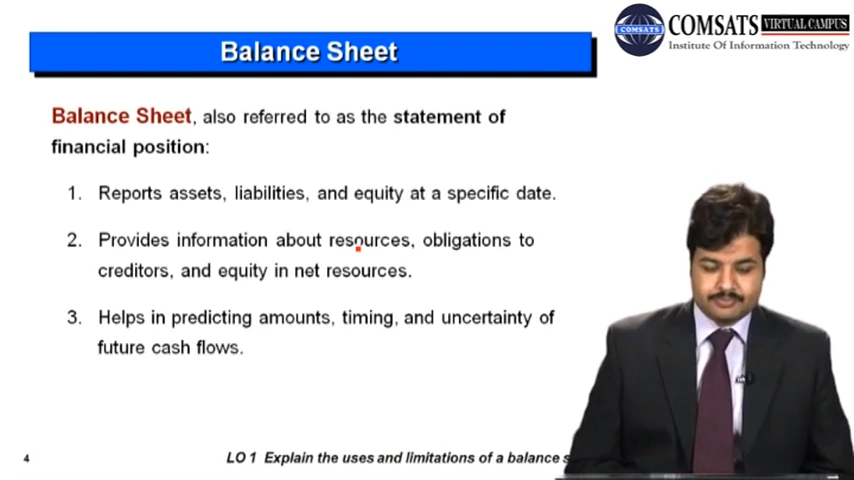 COMSATS VIRTUAL CAMPUS
COMSATS
Institute Of Information Technology
Balance Sheet
Balance Sheet, also referred to as the statement of
financial position:
1. Reports assets, liabilities, and equity at a specific date.
2. Provides information about resources, obligations to
creditors, and equity in net resources.
3. Helps in predicting amounts, timing, and uncertainty of
future cash flows.
4
LO 1 Explain the uses and limitations of a balance s